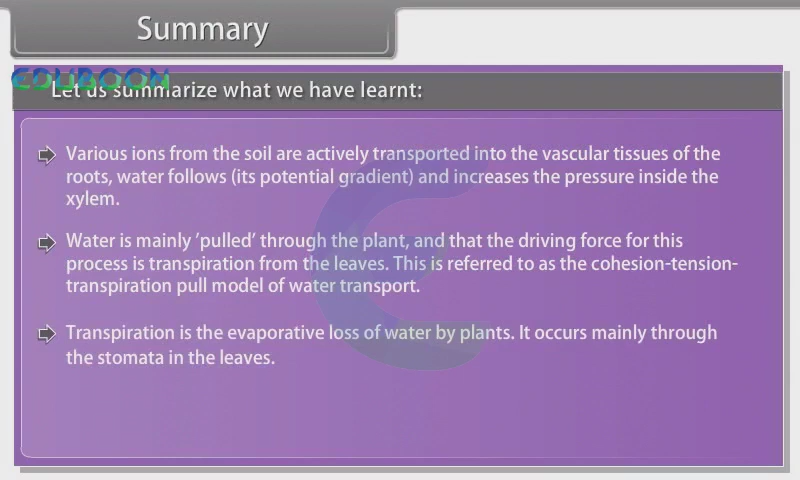 Summary
EDUBOON
Let us summarize what we have learnt:
Various ions from the soil are actively transported into the vascular tissues of the
roots, water follows (its potential gradient) and increases the pressure inside the
xylem.
Water is mainly 'pulled' through the plant, and that the driving force for this
process is transpiration from the leaves. This is referred to as the cohesion-tension-
transpiration pull model of water transport.
Transpiration is the evaporative loss of water by plants. It occurs mainly through
the stomata in the leaves.